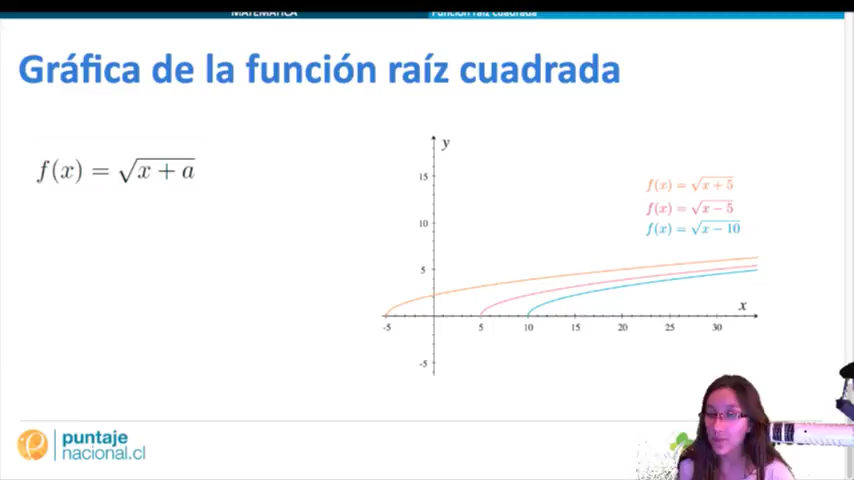 MATEMÁTICA
Función raíz cuadrada
Gráfica de la función raíz cuadrada
f(x) = √x + a
y
15
10
5
-5
-5
5
10
15
20
25
30
x
f(x) = √x + 5
f(x) = √x − 5
f(x) = √x − 10
puntaje
nacional.cl